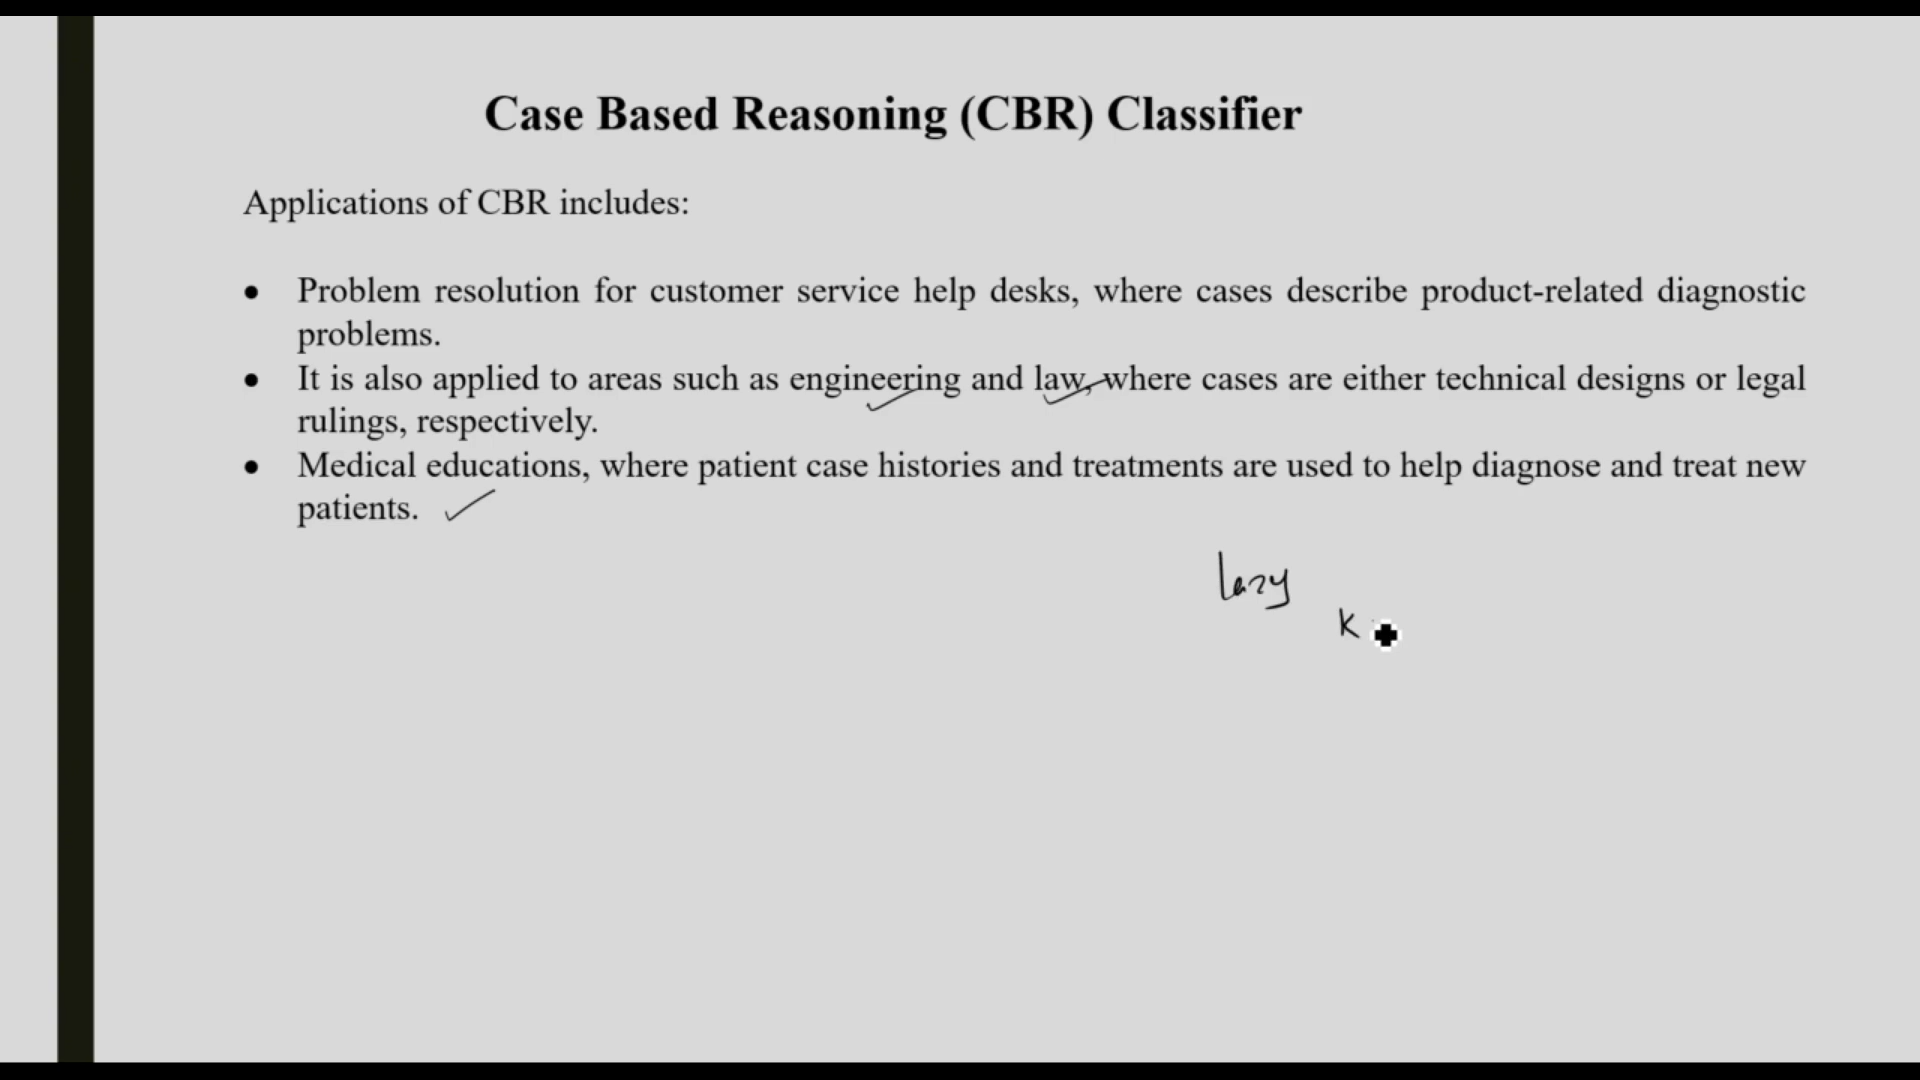 Case Based Reasoning (CBR) Classifier
Applications of CBR includes:
• Problem resolution for customer service help desks, where cases describe product-related diagnostic
problems.
• It is also applied to areas such as engineering and law, where cases are either technical designs or legal
rulings, respectively.
• Medical educations, where patient case histories and treatments are used to help diagnose and treat new
patients.
lazy
K